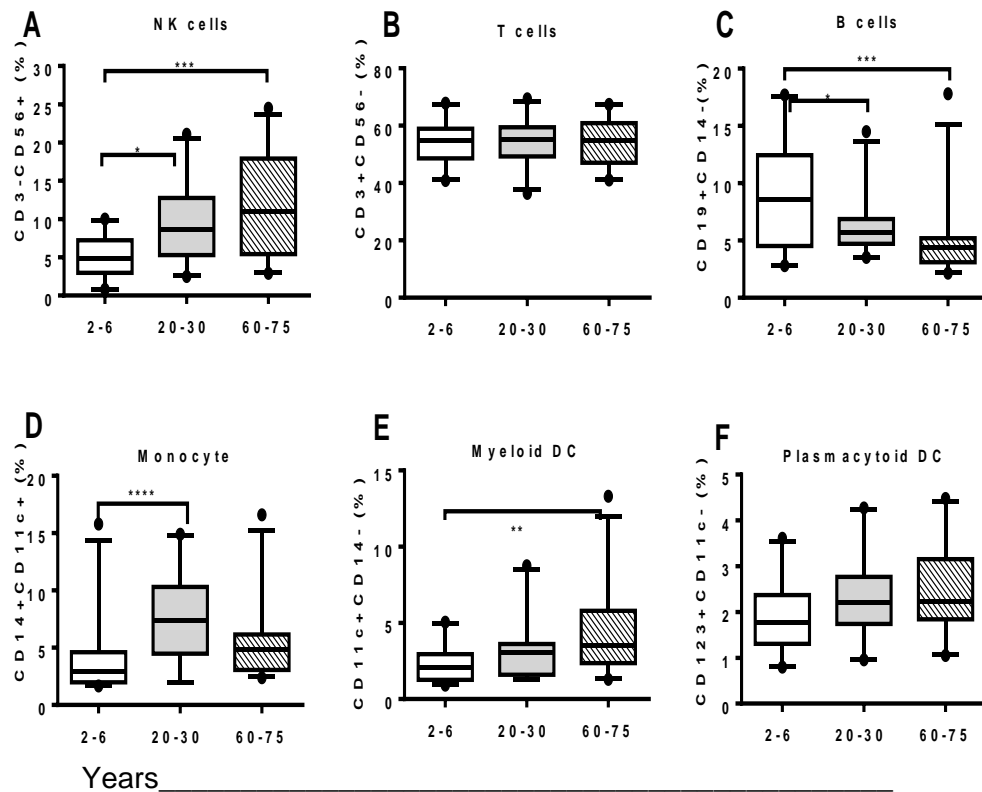 A
NK cells
CD3-CD56+ (%)
30
25
20
15
10
5
0
***
*
2-6 20-30 60-75
B
T cells
CD3+CD56- (%)
80
60
40
20
0
2-6 20-30 60-75
C
B cells
CD19+CD14-(%)
20
15
10
5
0
***
*
2-6 20-30 60-75
D
Monocyte
CD14+CD11c+ (%)
20
15
10
5
0
****
2-6 20-30 60-75
E
Myeloid DC
CD11c+CD14- (%)
15
10
5
0
**
2-6 20-30 60-75
F
Plasmacytoid DC
CD123+CD11c- (%)
5
4
3
2
1
0
2-6 20-30 60-75
Years